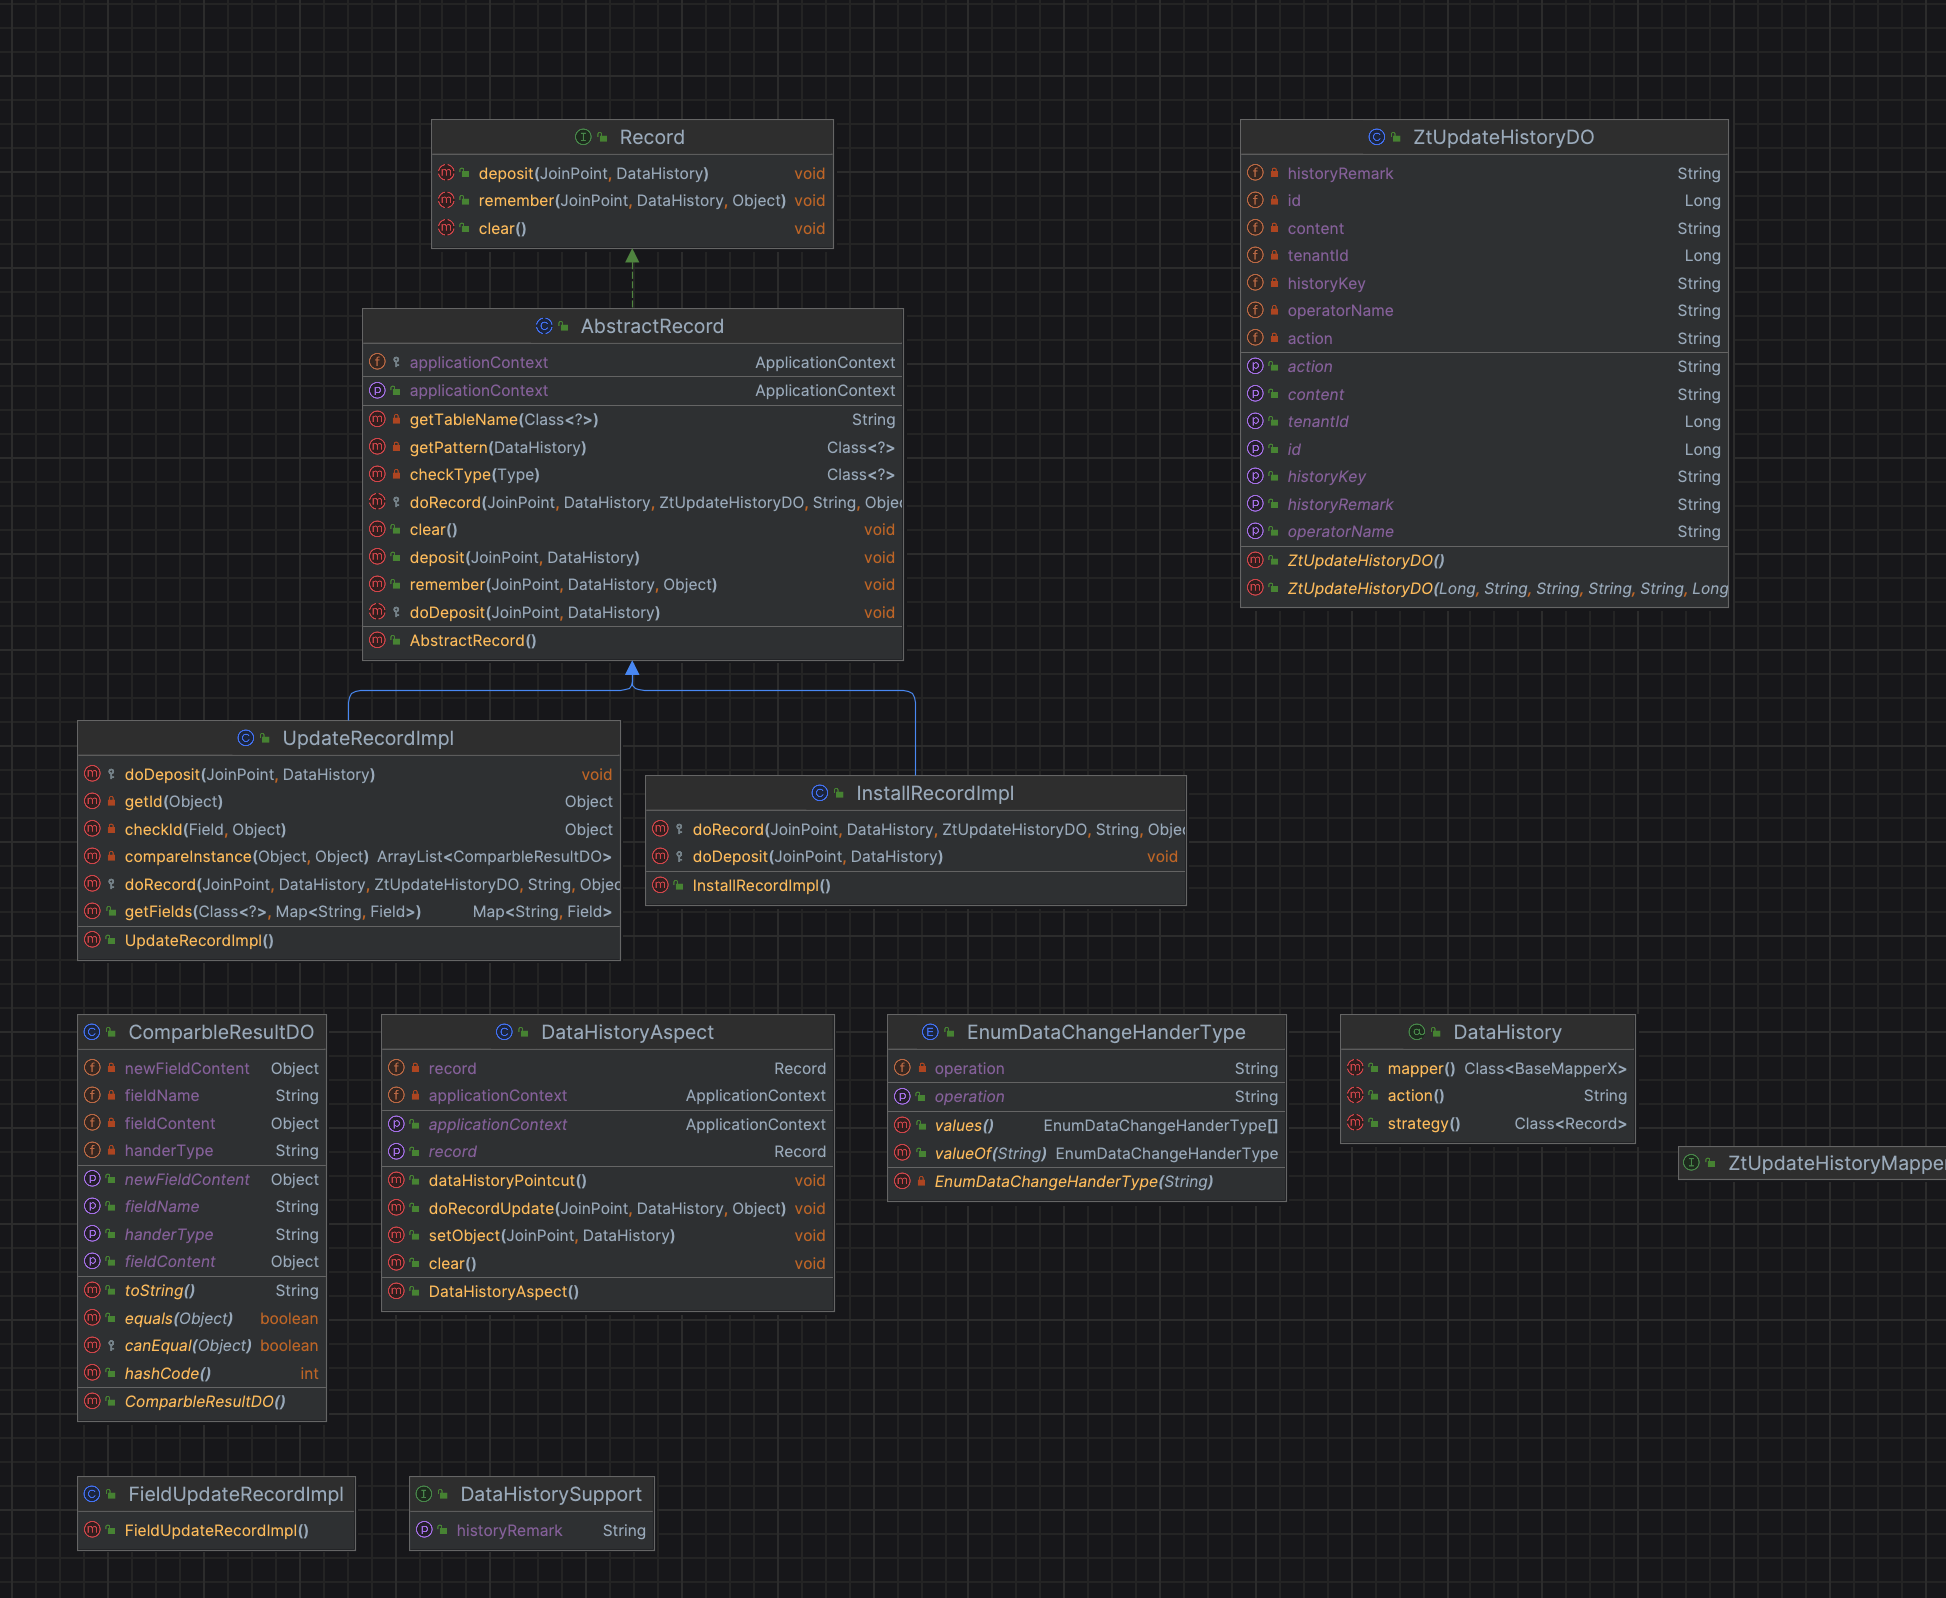 Record
deposit(JoinPoint, DataHistory) void
remember(JoinPoint, DataHistory, Object) void
clear() void
ZtUpdateHistoryDO
historyRemark String
id Long
content String
tenantId Long
historyKey String
operatorName String
action String
action String
content String
tenantId Long
id Long
historyKey String
historyRemark String
operatorName String
ZtUpdateHistoryDO()
ZtUpdateHistoryDO(Long, String, String, String, String, Long
AbstractRecord
applicationContext ApplicationContext
applicationContext ApplicationContext
getTableName(Class<?>) String
getPattern(DataHistory) Class<?>
checkType(Type) Class<?>
doRecord(JoinPoint, DataHistory, ZtUpdateHistoryDO, String, Objec
clear() void
deposit(JoinPoint, DataHistory) void
remember(JoinPoint, DataHistory, Object) void
doDeposit(JoinPoint, DataHistory) void
AbstractRecord()
UpdateRecordImpl
doDeposit(JoinPoint, DataHistory) void
getId(Object) Object
checkId(Field, Object) Object
compareInstance(Object, Object) ArrayList<ComparbleResultDO>
doRecord(JoinPoint, DataHistory, ZtUpdateHistoryDO, String, Objec
getFields(Class<?>, Map<String, Field>) Map<String, Field>
UpdateRecordImpl()
InstallRecordImpl
doRecord(JoinPoint, DataHistory, ZtUpdateHistoryDO, String, Objec
doDeposit(JoinPoint, DataHistory) void
InstallRecordImpl()
ComparbleResultDO
newFieldContent Object
fieldName String
fieldContent Object
handerType String
newFieldContent Object
fieldName String
handerType String
fieldContent Object
toString() String
equals(Object) boolean
canEqual(Object) boolean
hashCode() int
ComparbleResultDO()
DataHistoryAspect
record Record
applicationContext ApplicationContext
applicationContext ApplicationContext
record Record
dataHistoryPointcut() void
doRecordUpdate(JoinPoint, DataHistory, Object) void
setObject(JoinPoint, DataHistory) void
clear() void
DataHistoryAspect()
EnumDataChangeHanderType
operation String
operation String
values() EnumDataChangeHanderType[]
valueOf(String) EnumDataChangeHanderType
EnumDataChangeHanderType(String)
DataHistory
mapper() Class<BaseMapperX>
action() String
strategy() Class<Record>
ZtUpdateHistoryMapper
FieldUpdateRecordImpl
FieldUpdateRecordImpl()
DataHistorySupport
historyRemark String